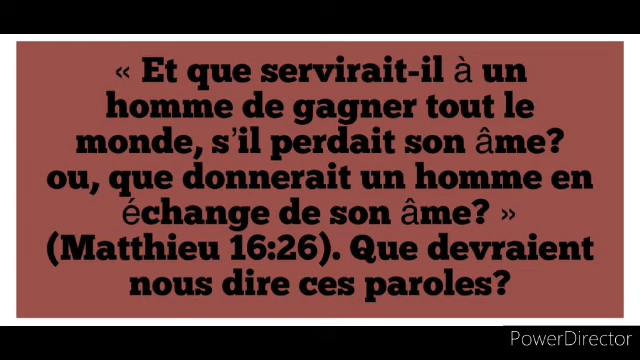 « Et que servirait-il à un
homme de gagner tout le
monde, s’il perdait son âme?
ou, que donnerait un homme en
échange de son âme? »
(Matthieu 16:26). Que devraient
nous dire ces paroles?
PowerDirector